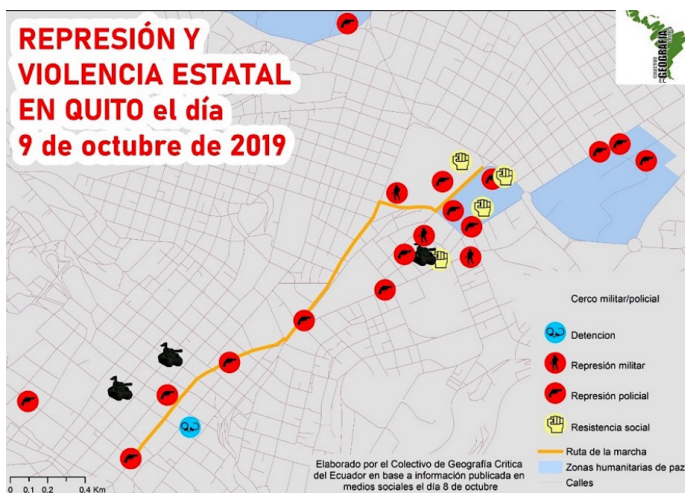 REPRESIÓN Y
VIOLENCIA ESTATAL
EN QUITO el día
9 de octubre de 2019
COLECTIVO
GEOGRAFÍA
CRÍTICA
Cerco militar/policial
Detencion
Represión militar
Represión policial
Resistencia social
Ruta de la marcha
Zonas humanitarias de paz
Calles
Elaborado por el Colectivo de Geografía Critica
del Ecuador en base a información publicada en
medios sociales el día 8 de octubre
0 0,1 0,2 0,4 Km